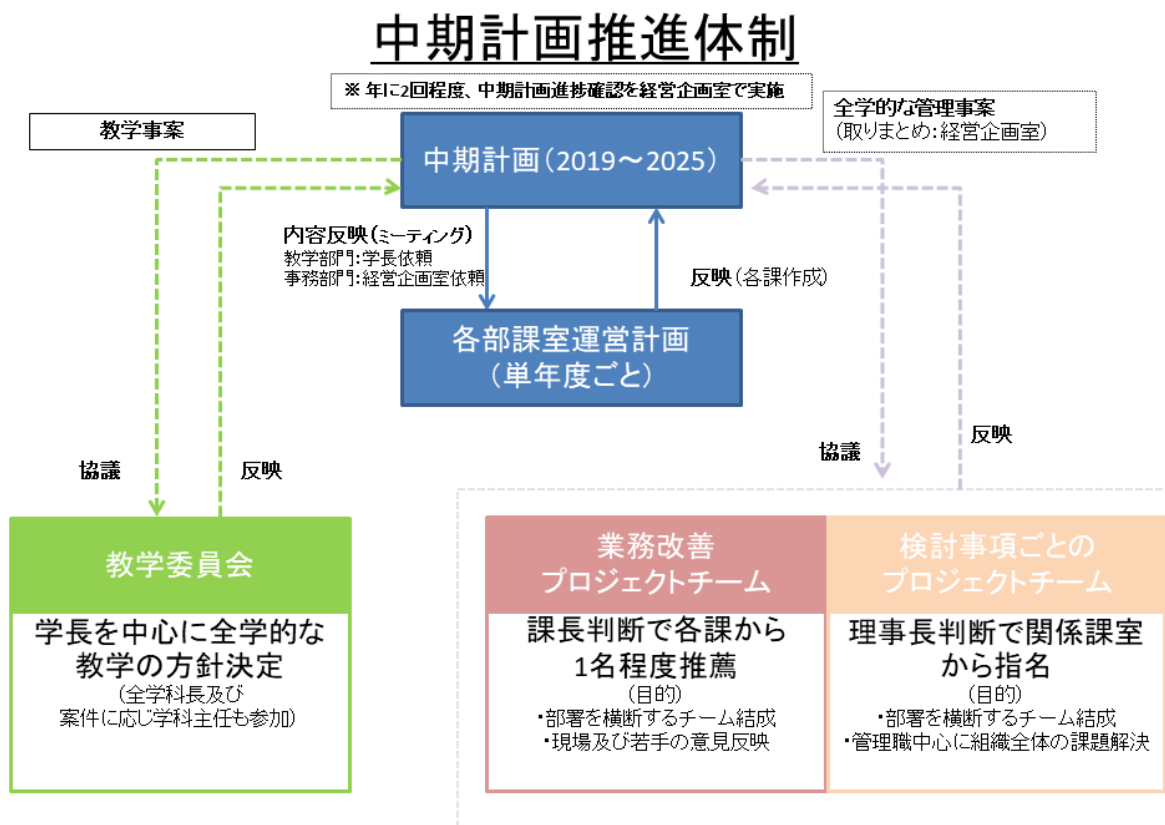 中期計画推進体制
※ 年に2回程度、中期計画進捗確認を経営企画室で実施
教学事案
全学的な管理事案
(取りまとめ:経営企画室)
中期計画(2019～2025)
内容反映(ミーティング)
教学部門:学長依頼
事務部門:経営企画室依頼
反映(各課作成)
各部課室運営計画
(単年度ごと)
協議
反映
協議
反映
教学委員会
学長を中心に全学的な
教学の方針決定
(全学科長及び
案件に応じ学科主任も参加)
業務改善
プロジェクトチーム
課長判断で各課から
1名程度推薦
(目的)
・部署を横断するチーム結成
・現場及び若手の意見反映
検討事項ごとの
プロジェクトチーム
理事長判断で関係課室
から指名
(目的)
・部署を横断するチーム結成
・管理職中心に組織全体の課題解決